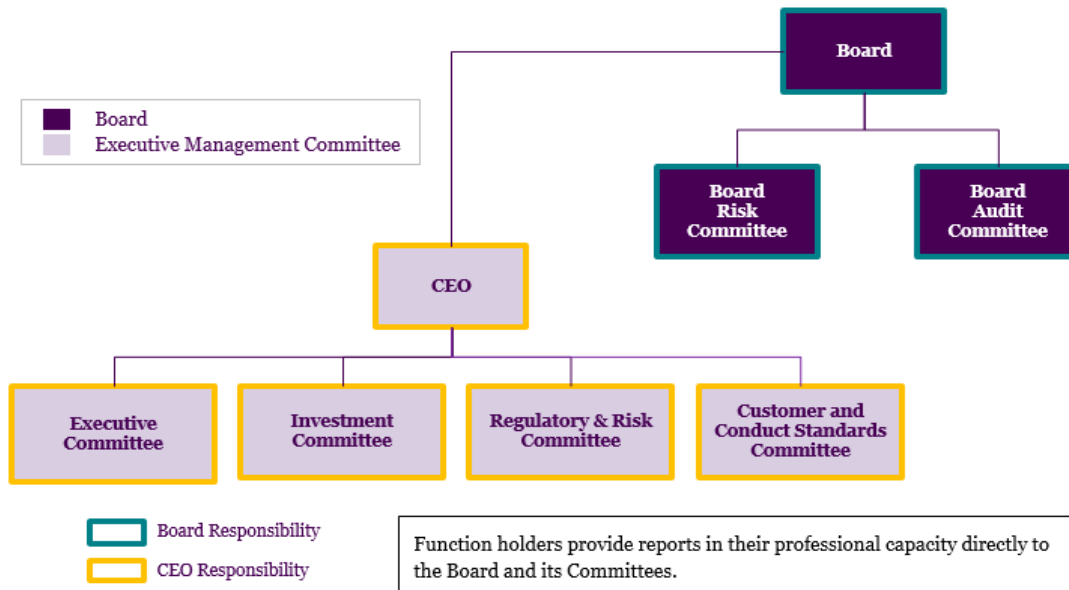 Board
Board
Executive Management Committee
Board
Risk
Committee
Board
Audit
Committee
CEO
Executive
Committee
Investment
Committee
Regulatory & Risk
Committee
Customer and
Conduct Standards
Committee
Board Responsibility
CEO Responsibility
Function holders provide reports in their professional capacity directly to
the Board and its Committees.